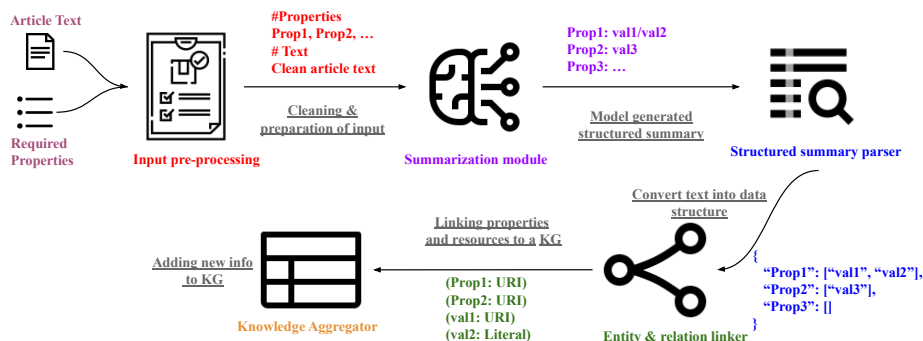 Article Text
Required
Properties
Input pre-processing
#Properties
Prop1, Prop2, …
# Text
Clean article text
Cleaning &
preparation of input
Summarization module
Prop1: val1/val2
Prop2: val3
Prop3: …
Model generated
structured summary
Structured summary parser
Convert text into data
structure
{
“Prop1”: [“val1”, “val2”],
“Prop2”: [“val3”],
“Prop3”: []
}
Entity & relation linker
Linking properties
and resources to a KG
(Prop1: URI)
(Prop2: URI)
(val1: URI)
(val2: Literal)
Knowledge Aggregator
Adding new info
to KG